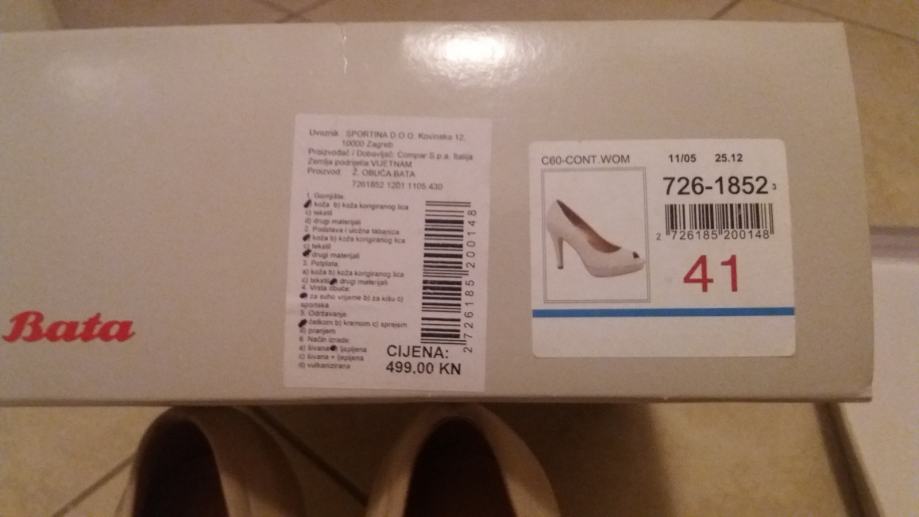 Bata
Uvoznik SPORTINA D.O.O. Kovinska 12,
10000 Zagreb
Proizvođač / Dobavljač: Compar S.p.a. Italija
Zemlja podrijetla VIJETNAM
Proizvod Ž. OBUĆA BATA
7261852 1201 1105 430
1. Gornjište:
koža b) koža korigiranog lica
c) tekstil
d) drugi materijali
2. Podstava i uložna tabanica
koža b) koža korigiranog lica
c) tekstil
drugi materijali
3. Potplata:
a) koža b) koža korigiranog lica
c) tekstil drugi materijali
4. Vrsta obuće:
za suho vrijeme b) za kišu c)
sportska
5. Održavanje:
četkom b) kremom c) sprejem
d) pranjem
6. Način izrade:
a) šivana ljepljena
c) šivana + ljepljena
d) vulkanizirana
2 726185 200148
CIJENA:
499.00 KN
C60-CONT.WOM 11/05 25.12
726-1852 3
2 726185 200148
41